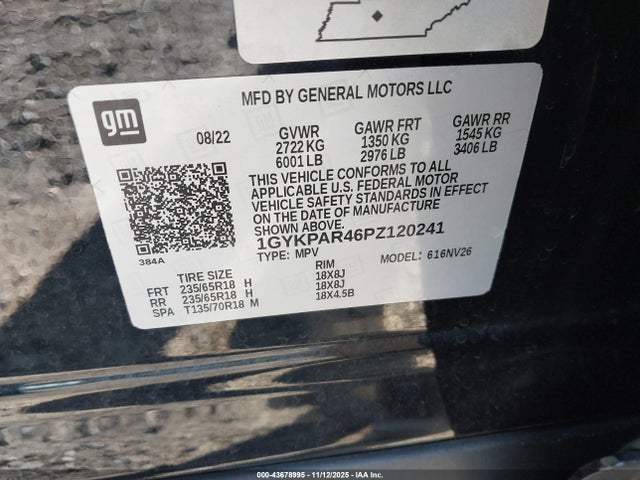 gm
MFD BY GENERAL MOTORS LLC
08/22 GVWR GAWR FRT GAWR RR
2722 KG 1350 KG 1545 KG
6001 LB 2976 LB 3406 LB
THIS VEHICLE CONFORMS TO ALL
APPLICABLE U.S. FEDERAL MOTOR
VEHICLE SAFETY STANDARDS IN EFFECT
ON THE DATE OF MANUFACTURE
SHOWN ABOVE.
384A
1GYKPAR46PZ120241
TYPE: MPV MODEL: 616NV26
TIRE SIZE RIM
FRT 235/65R18 H 18X8J
RR 235/65R18 H 18X8J
SPA T135/70R18 M 18X4.5B
000-43678995 - 11/12/2025 - IAA Inc.